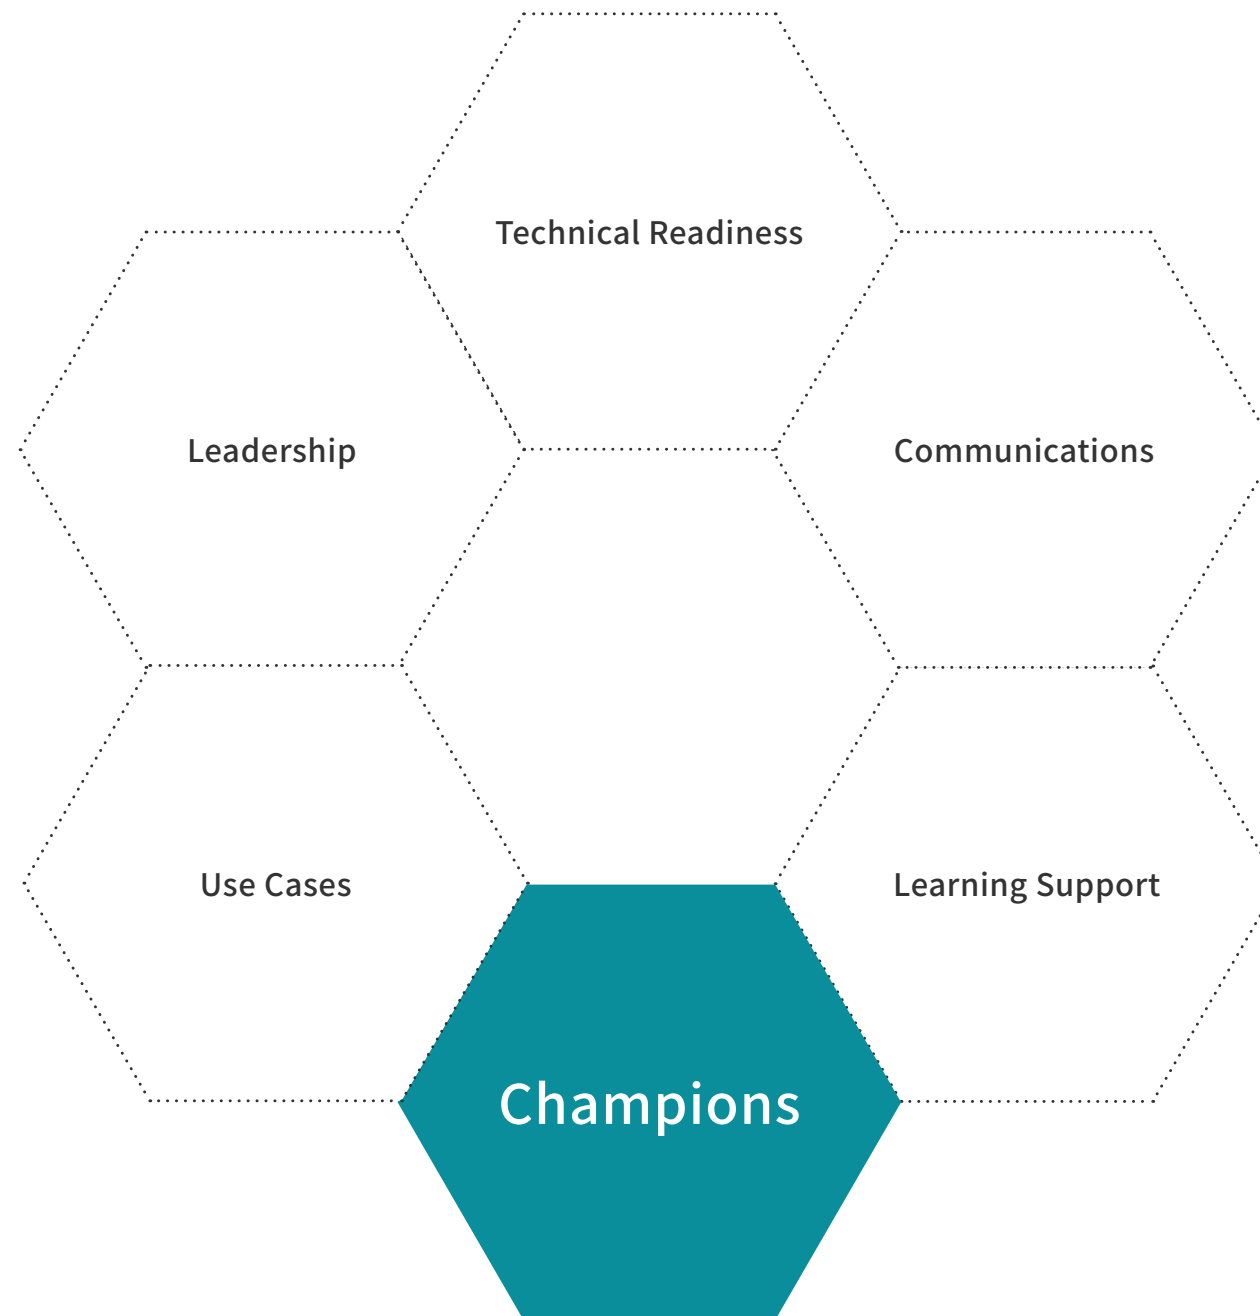 Technical Readiness
Leadership
Communications
Use Cases
Learning Support
Champions